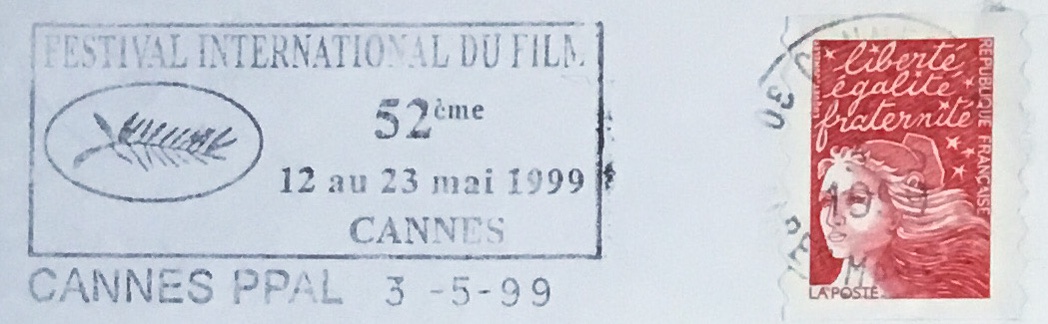 FESTIVAL INTERNATIONAL DU FILM
52ème
12 au 23 mai 1999
CANNES
CANNES PPAL 3-5-99
liberté
égalité
fraternité
RÉPUBLIQUE FRANÇAISE
LA POSTE